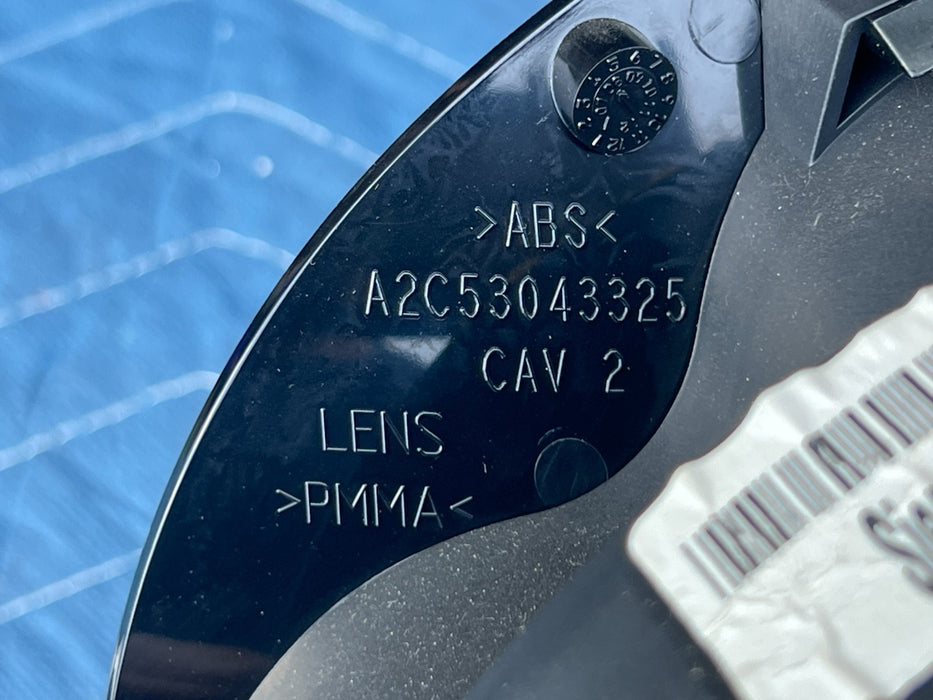 >ABS<
A2C53043325
CAV 2
LENS
>PMMA<